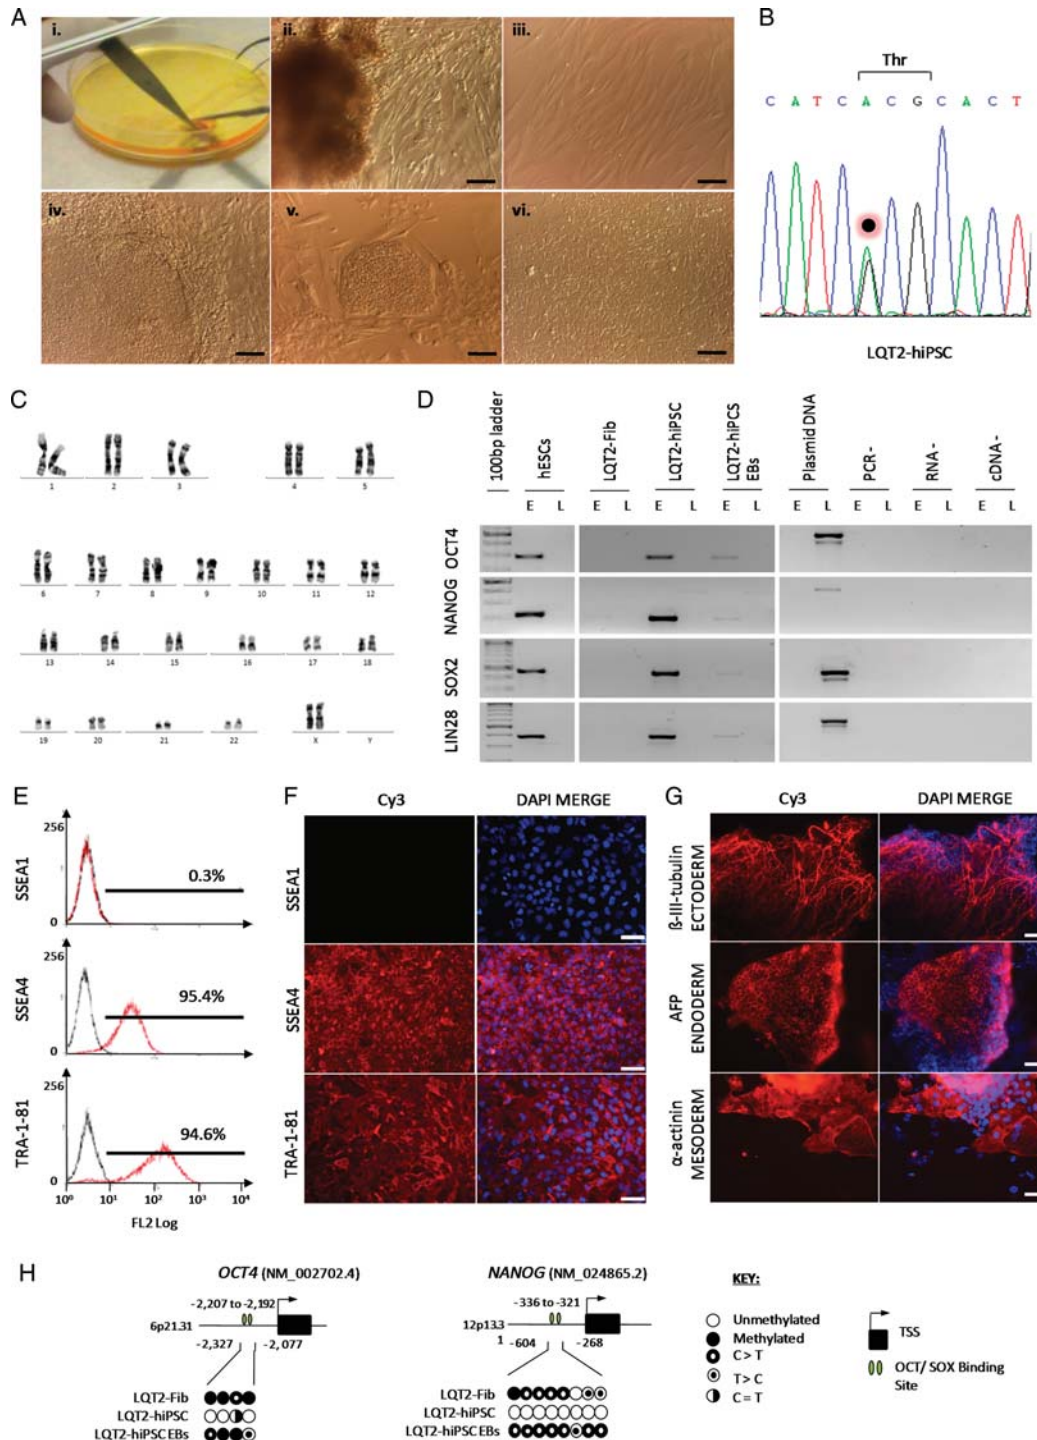 A
i.
ii.
iii.
iv.
v.
vi.
B
Thr
C A T C A C G C A C T
LQT2-hiPSC
C
1 2 3 4 5
6 7 8 9 10 11 12
13 14 15 16 17 18
19 20 21 22 X Y
D
100bp ladder
hESCs
LQT2-Fib
LQT2-hiPSC
LQT2-hiPCS EBs
Plasmid DNA
PCR -
RNA -
cDNA -
E L E L E L E L E L E L E L E L
OCT4
NANOG
SOX2
LIN28
E
SSEA1
256
0.3%
0
SSEA4
256
95.4%
0
TRA-1-81
256
94.6%
0
10⁰ 10¹ 10² 10³ 10⁴
FL2 Log
F
Cy3 DAPI MERGE
SSEA1
SSEA4
TRA-1-81
G
Cy3 DAPI MERGE
ß-III-tubulin
ECTODERM
AFP
ENDODERM
α-actinin
MESODERM
H
OCT4 (NM_002702.4)
-2,207 to -2,192
6p21.31
-2,327 -2,077
LQT2-Fib
LQT2-hiPSC
LQT2-hiPSC EBs
NANOG (NM_024865.2)
-336 to -321
12p133
1
-604 -268
LQT2-Fib
LQT2-hiPSC
LQT2-hiPSC EBs
KEY:
Unmethylated
Methylated
C > T
T > C
C = T
TSS
OCT/ SOX Binding
Site